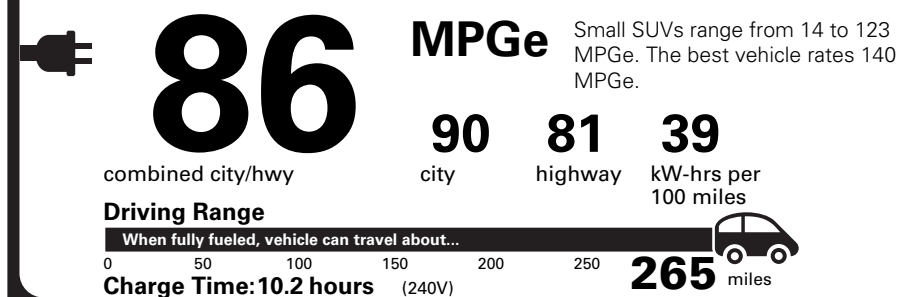 86 MPGe
Small SUVs range from 14 to 123
MPGe. The best vehicle rates 140
MPGe.
90 81 39
combined city/hwy city highway kW-hrs per
100 miles
Driving Range
When fully fueled, vehicle can travel about...
0 50 100 150 200 250 265 miles
Charge Time: 10.2 hours (240V)